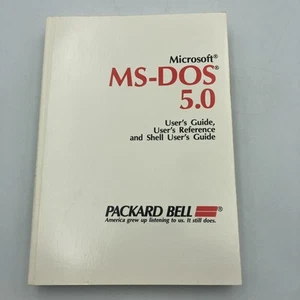 Microsoft®
MS-DOS®
5.0
User's Guide,
User's Reference
and Shell User's Guide
PACKARD BELL®
America grew up listening to us. It still does.